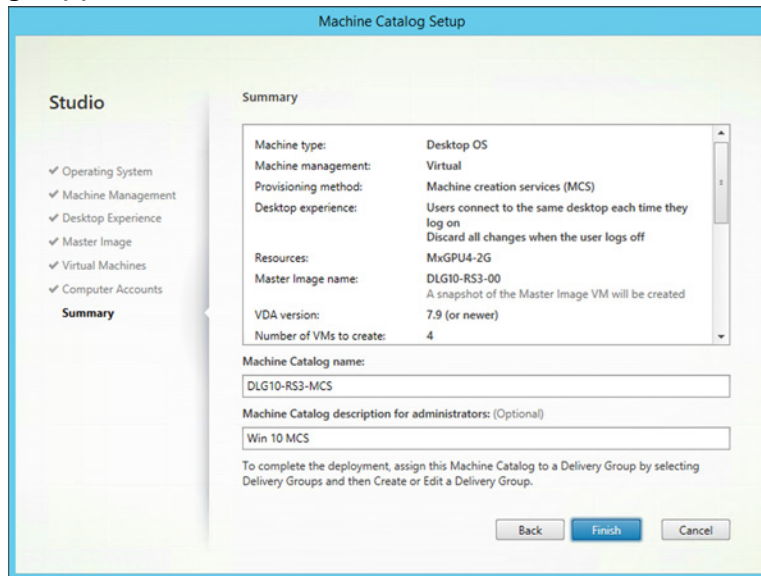 Machine Catalog Setup
Studio
✔ Operating System
✔ Machine Management
✔ Desktop Experience
✔ Master Image
✔ Virtual Machines
✔ Computer Accounts
Summary
Summary
Machine type: Desktop OS
Machine management: Virtual
Provisioning method: Machine creation services (MCS)
Desktop experience: Users connect to the same desktop each time they
log on
Discard all changes when the user logs off
Resources: MxGPU4-2G
Master Image name: DLG10-RS3-00
A snapshot of the Master Image VM will be created
VDA version: 7.9 (or newer)
Number of VMs to create: 4
Machine Catalog name:
DLG10-RS3-MCS
Machine Catalog description for administrators: (Optional)
Win 10 MCS
To complete the deployment, assign this Machine Catalog to a Delivery Group by selecting
Delivery Groups and then Create or Edit a Delivery Group.
Back Finish Cancel